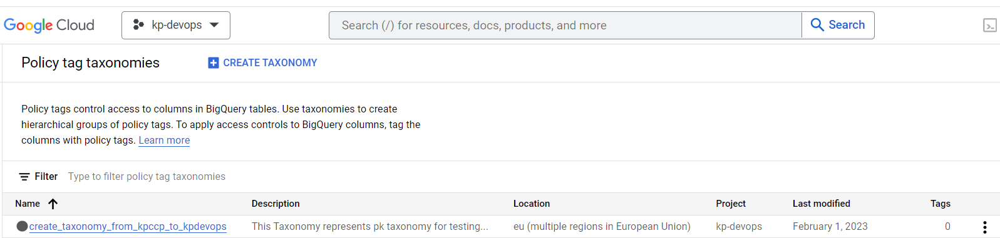 Google Cloud
kp-devops
Search (/) for resources, docs, products, and more
Search
Policy tag taxonomies
CREATE TAXONOMY
Policy tags control access to columns in BigQuery tables. Use taxonomies to create
hierarchical groups of policy tags. To apply access controls to BigQuery columns, tag the
columns with policy tags. Learn more
Filter Type to filter policy tag taxonomies
Name Description Location Project Last modified Tags
create_taxonomy_from_kpccp_to_kpdevops This Taxonomy represents pk taxonomy for testing... eu (multiple regions in European Union) kp-devops February 1, 2023 0